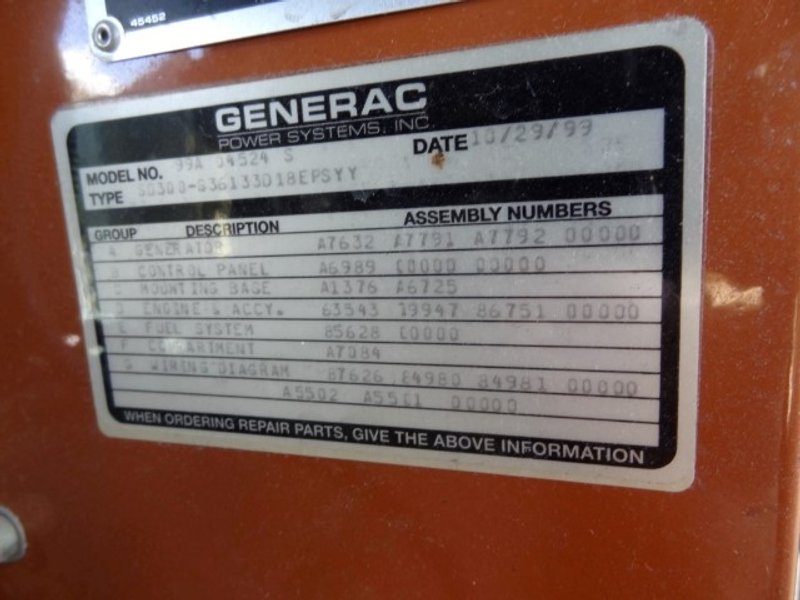 45452
GENERAC
POWER SYSTEMS, INC.
MODEL NO. 99A 04524 S DATE 10/29/99
TYPE
GROUP DESCRIPTION ASSEMBLY NUMBERS
A GENERATOR A7632 A7791 A7792 00000
B CONTROL PANEL A6989 00000 00000
C MOUNTING BASE A1376 A6725
D ENGINE & ACCY. 63543 19947 86751 00000
E FUEL SYSTEM 85628 00000
F COMPARTMENT A7084
G WIRING DIAGRAM 87626 84980 84981 00000
A5502 00000
WHEN ORDERING REPAIR PARTS, GIVE THE ABOVE INFORMATION